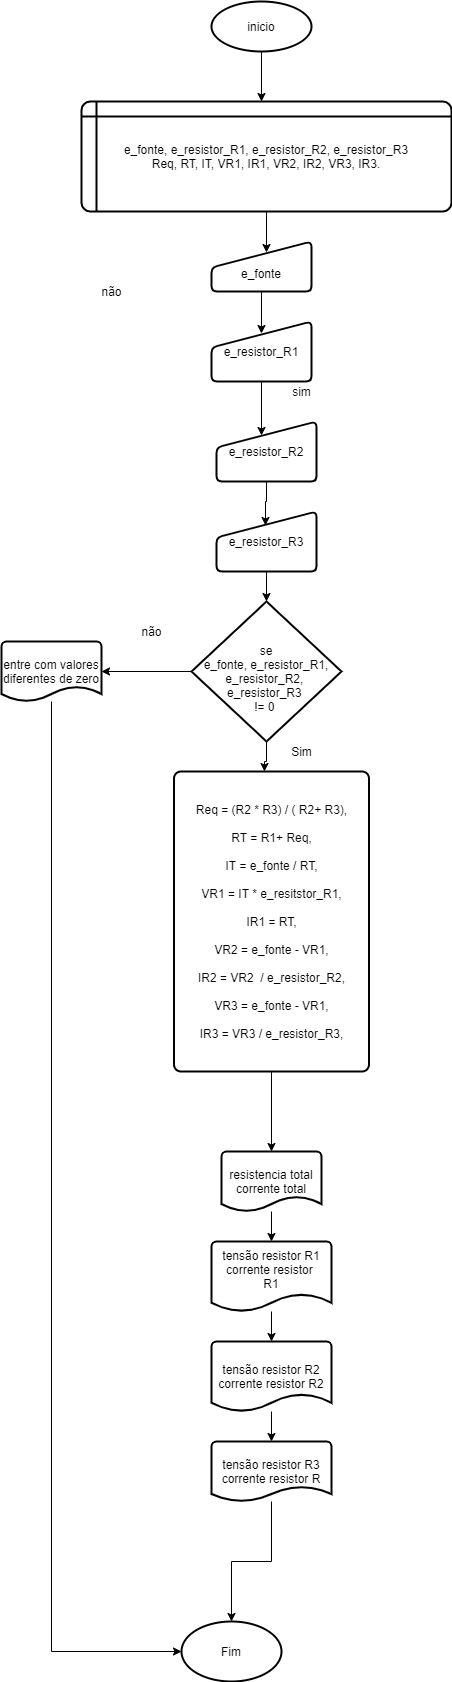 inicio
e_fonte, e_resistor_R1, e_resistor_R2, e_resistor_R3
Req, RT, IT, VR1, IR1, VR2, IR2, VR3, IR3.
e_fonte
não
e_resistor_R1
sim
e_resistor_R2
e_resistor_R3
não
se
e_fonte, e_resistor_R1,
e_resistor_R2,
e_resistor_R3
!= 0
entre com valores
diferentes de zero
Sim
Req = (R2 * R3) / ( R2+ R3),
RT = R1+ Req,
IT = e_fonte / RT,
VR1 = IT * e_resitstor_R1,
IR1 = RT,
VR2 = e_fonte - VR1,
IR2 = VR2 / e_resistor_R2,
VR3 = e_fonte - VR1,
IR3 = VR3 / e_resistor_R3,
resistencia total
corrente total
tensão resistor R1
corrente resistor
R1
tensão resistor R2
corrente resistor R2
tensão resistor R3
corrente resistor R
Fim